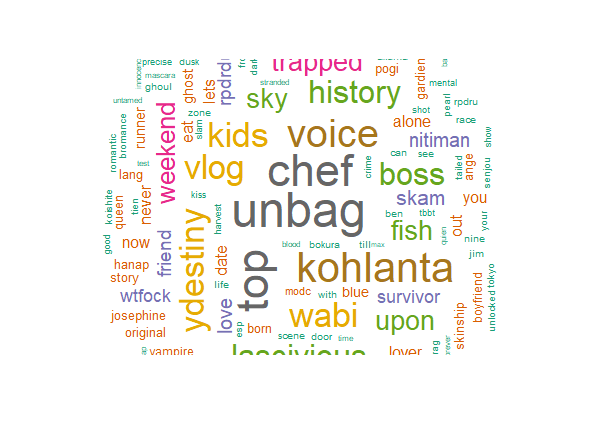 precise
dusk
trapped
pogi
mascara
ghoul
ghost
lets
rpdrdu
stranded
sky
history
gardien
mental
untamed
zone
pearl
rpdru
weekend
runner
eat
slam
kids
voice
shot
alone
race
nitiman
show
romantic
bromance
test
lang
vlog
chef
crime
can
see
boss
tailed
ange
senjou
koishite
queen
tien
never
kiss
unbag
skam
you
good
now
friend
ydestiny
harvest
ben
tbbt
fish
out
your
queen
nine
hanap
story
date
top
blood
bokura
till
max
kohlanta
jim
wtfock
life
modc
with
blue
survivor
boyfriend
unlooked
tokyo
josephine
original
love
esp
born
wabi
upon
skinship
scene
door
time
vampire
lascivious
lover
rag